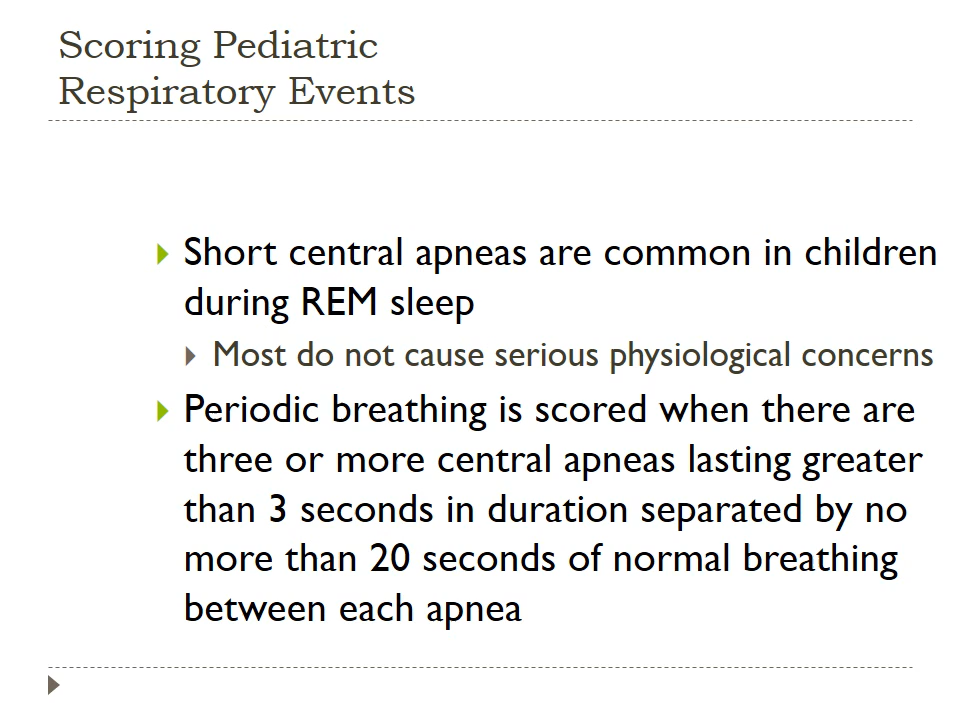 Scoring Pediatric
Respiratory Events
Short central apneas are common in children
during REM sleep
Most do not cause serious physiological concerns
Periodic breathing is scored when there are
three or more central apneas lasting greater
than 3 seconds in duration separated by no
more than 20 seconds of normal breathing
between each apnea